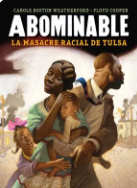 CAROLE BOSTON WEATHERFORD • FLOYD COOPER
ABOMINABLE
LA MASACRE RACIAL DE TULSA